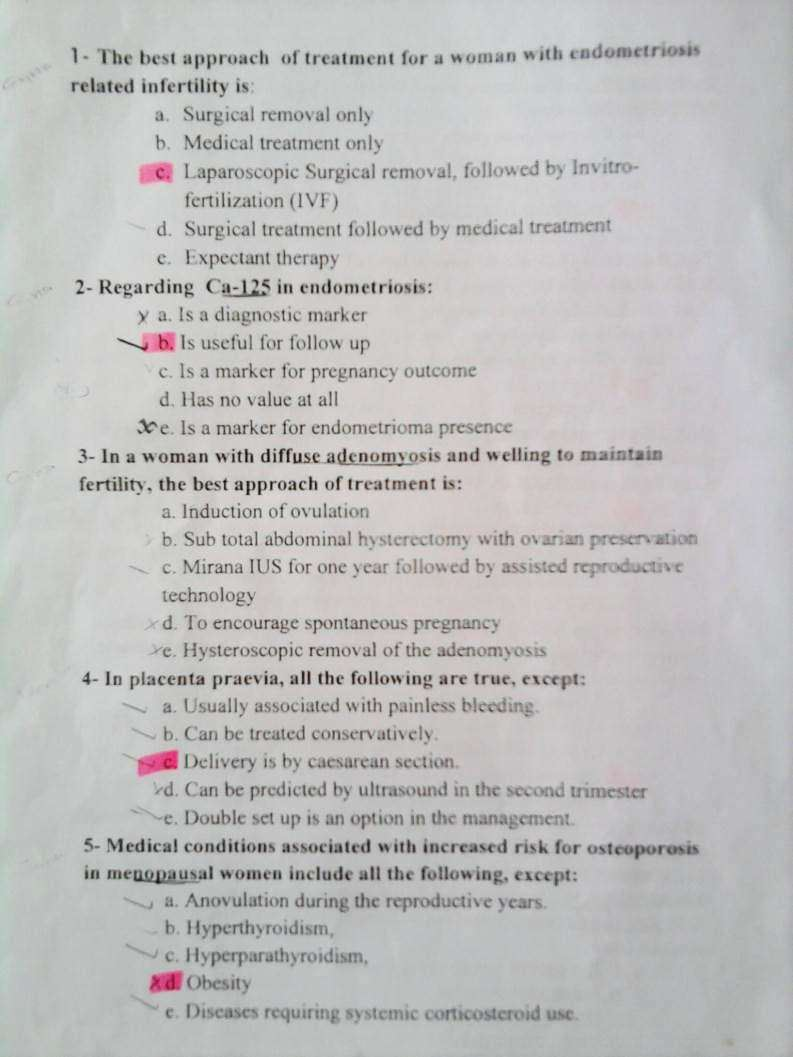 1- The best approach of treatment for a woman with endometriosis
related infertility is:
a. Surgical removal only
b. Medical treatment only
c. Laparoscopic Surgical removal, followed by Invitro-
fertilization (IVF)
d. Surgical treatment followed by medical treatment
e. Expectant therapy
2- Regarding Ca-125 in endometriosis:
a. Is a diagnostic marker
b. Is useful for follow up
c. Is a marker for pregnancy outcome
d. Has no value at all
e. Is a marker for endometrioma presence
3- In a woman with diffuse adenomyosis and welling to maintain
fertility, the best approach of treatment is:
a. Induction of ovulation
b. Sub total abdominal hysterectomy with ovarian preservation
c. Mirana IUS for one year followed by assisted reproductive
technology
d. To encourage spontaneous pregnancy
e. Hysteroscopic removal of the adenomyosis
4- In placenta praevia, all the following are true, except:
a. Usually associated with painless bleeding.
b. Can be treated conservatively.
c. Delivery is by caesarean section.
d. Can be predicted by ultrasound in the second trimester
e. Double set up is an option in the management.
5- Medical conditions associated with increased risk for osteoporosis
in menopausal women include all the following, except:
a. Anovulation during the reproductive years.
b. Hyperthyroidism,
c. Hyperparathyroidism,
d. Obesity
e. Diseases requiring systemic corticosteroid use.